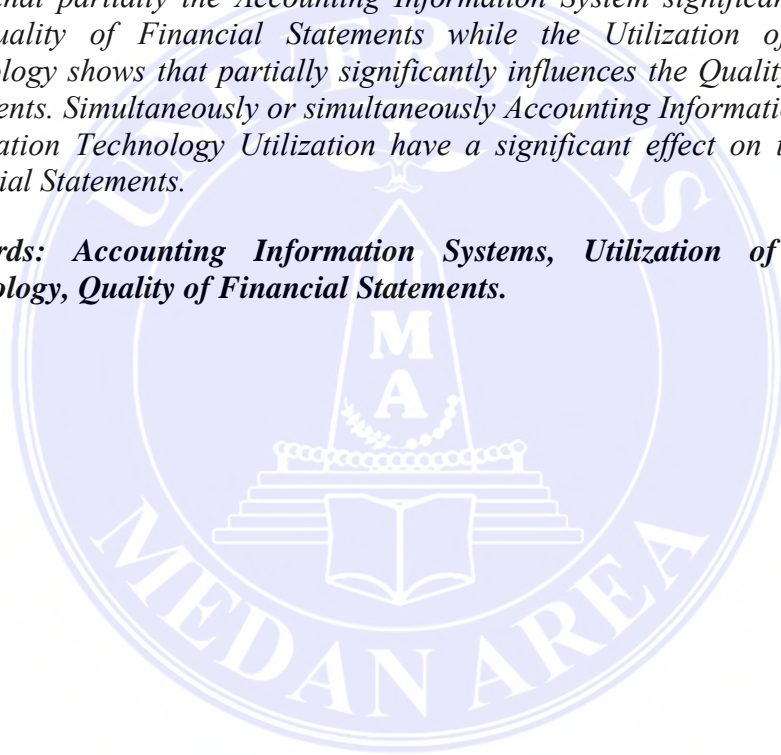 that partially the Accounting Information System significan
uality of Financial Statements while the Utilization of
ology shows that partially significantly influences the Quality
ents. Simultaneously or simultaneously Accounting Informatio
ation Technology Utilization have a significant effect on t
ial Statements.
rds: Accounting Information Systems, Utilization of
ology, Quality of Financial Statements.
UNIVERSITAS
M
A
MEDAN AREA